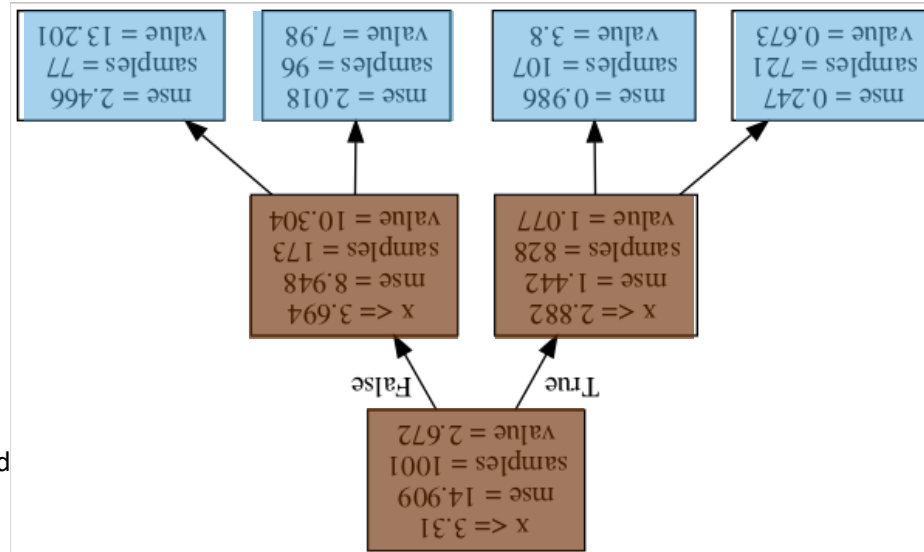 x <= 3.31
mse = 14.909
samples = 1001
value = 2.672
True
False
x <= 2.882
mse = 1.442
samples = 828
value = 1.077
x <= 3.694
mse = 8.948
samples = 173
value = 10.304
mse = 0.247
samples = 721
value = 0.673
mse = 0.986
samples = 107
value = 3.8
mse = 2.018
samples = 96
value = 7.98
mse = 2.466
samples = 77
value = 13.201
d